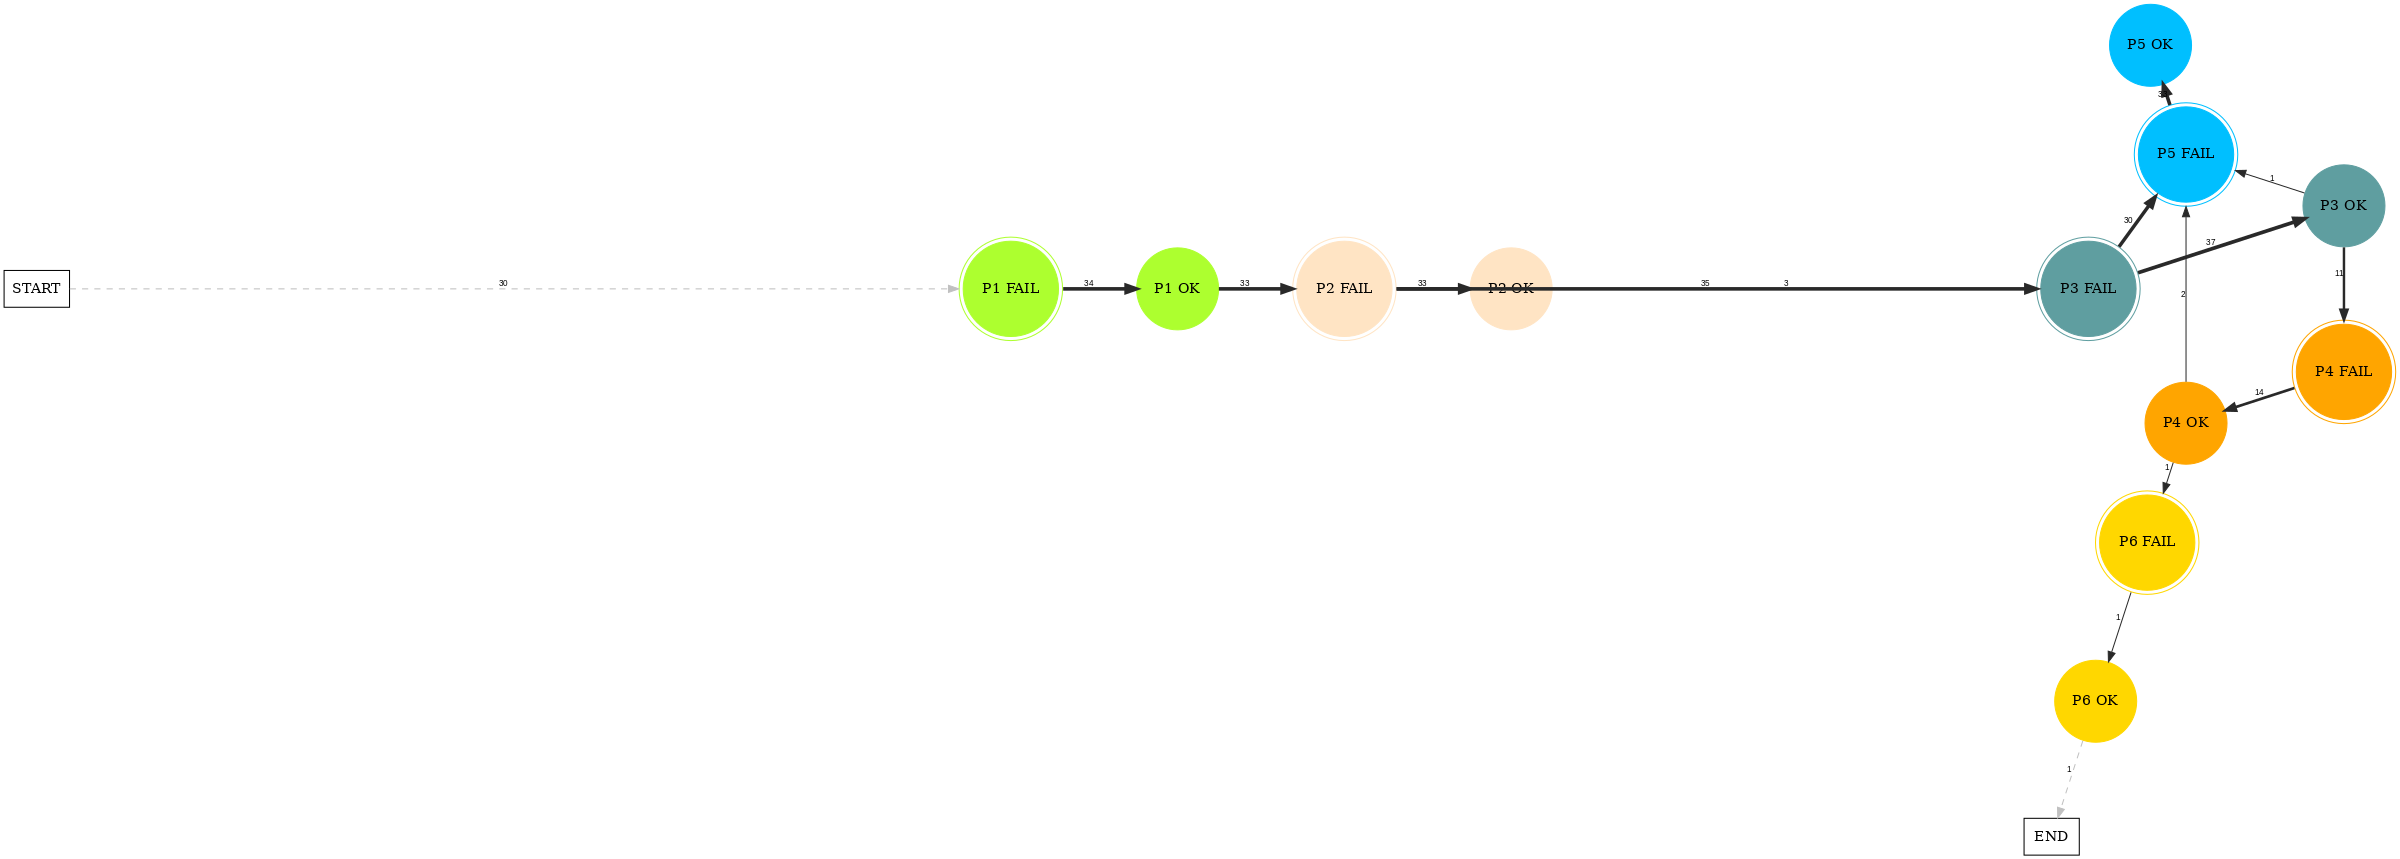 P5 OK
P5 FAIL
1
P3 OK
30
37
START
30
P1 FAIL
34
P1 OK
33
P2 FAIL
33
P2 OK
35
3
P3 FAIL
11
2
P4 FAIL
14
P4 OK
1
P6 FAIL
1
P6 OK
1
END